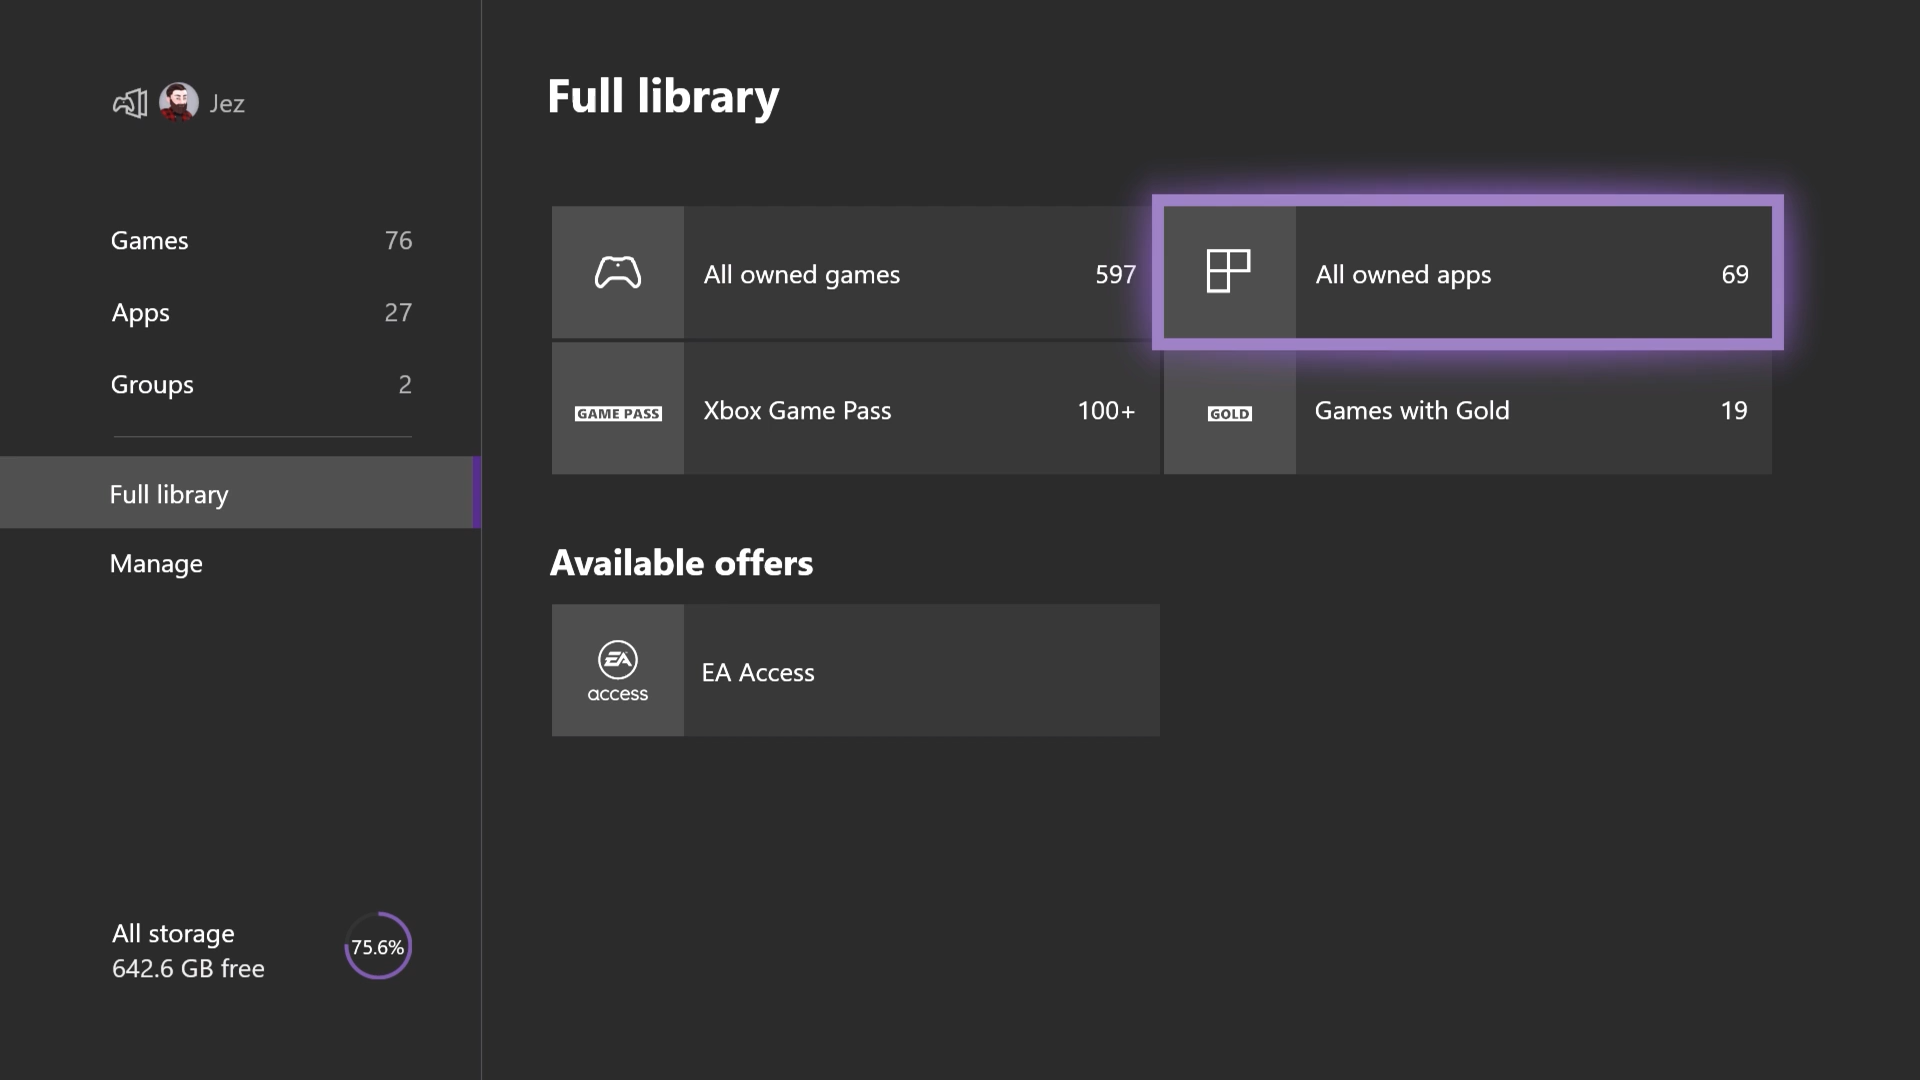 Jez
Games 76
Apps 27
Groups 2
Full library
Manage
All storage
642.6 GB free
75.6%
Full library
All owned games 597
All owned apps 69
GAME PASS Xbox Game Pass 100+
GOLD Games with Gold 19
Available offers
EA
access
EA Access